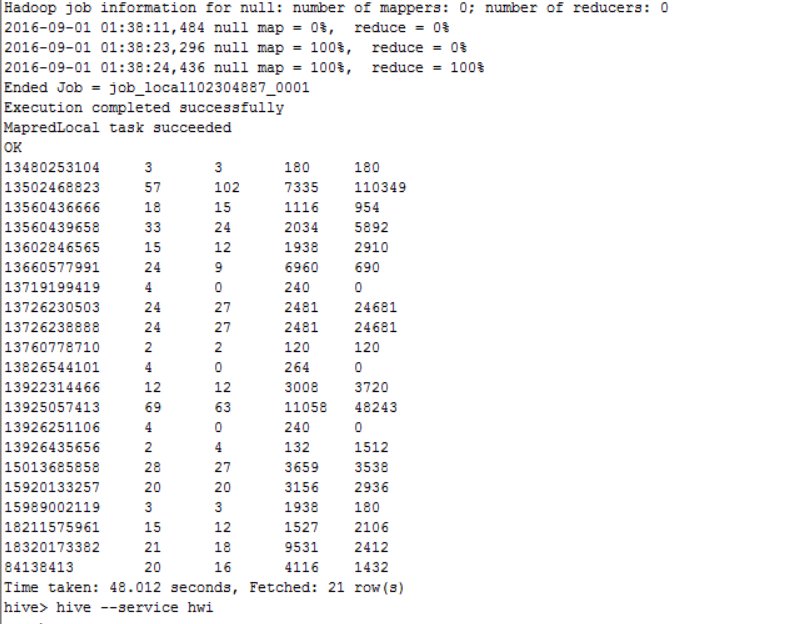 Hadoop job information for null: number of mappers: 0; number of reducers: 0
2016-09-01 01:38:11,484 null map = 0%,  reduce = 0%
2016-09-01 01:38:23,296 null map = 100%,  reduce = 0%
2016-09-01 01:38:24,436 null map = 100%,  reduce = 100%
Ended Job = job_local102304887_0001
Execution completed successfully
MapredLocal task succeeded
OK
13480253104 3 3 180 180
13502468823 57 102 7335 110349
13560436666 18 15 1116 954
13560439658 33 24 2034 5892
13602846565 15 12 1938 2910
13660577991 24 9 6960 690
13719199419 4 0 240 0
13726230503 24 27 2481 24681
13726238888 24 27 2481 24681
13760778710 2 2 120 120
13826544101 4 0 264 0
13922314466 12 12 3008 3720
13925057413 69 63 11058 48243
13926251106 4 0 240 0
13926435656 2 4 132 1512
15013685858 28 27 3659 3538
15920133257 20 20 3156 2936
15989002119 3 3 1938 180
18211575961 15 12 1527 2106
18320173382 21 18 9531 2412
84138413 20 16 4116 1432
Time taken: 48.012 seconds, Fetched: 21 row(s)
hive> hive --service hwi